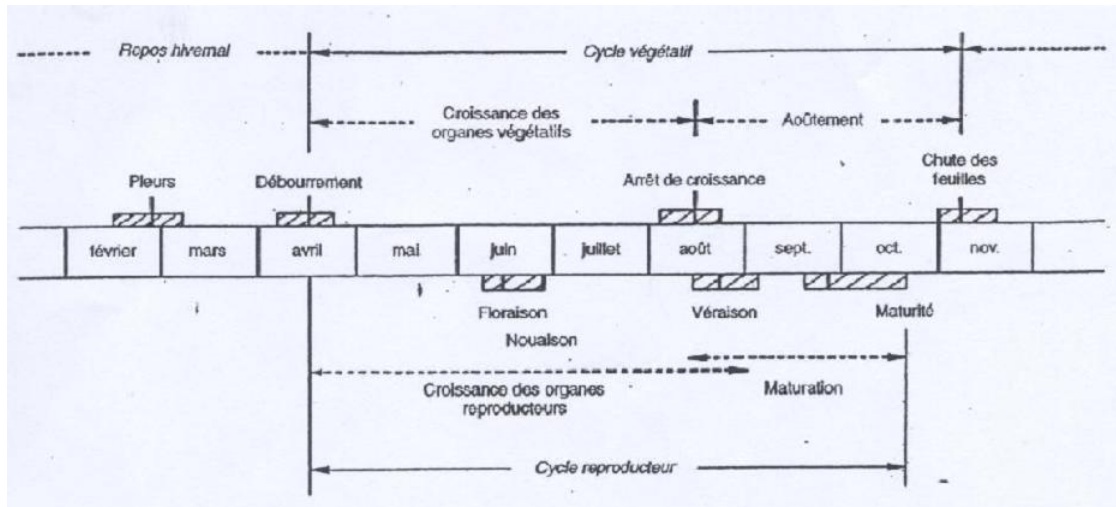 Repos hivernal
Cycle végétatif
Croissance des
organes végétatifs
Aoûtement
Pleurs
Débourrement
Arrêt de croissance
Chute des
feuilles
février
mars
avril
mai
juin
juillet
août
sept.
oct.
nov.
Floraison
Véraison
Maturité
Nouaison
Croissance des organes
reproducteurs
Maturation
Cycle reproducteur